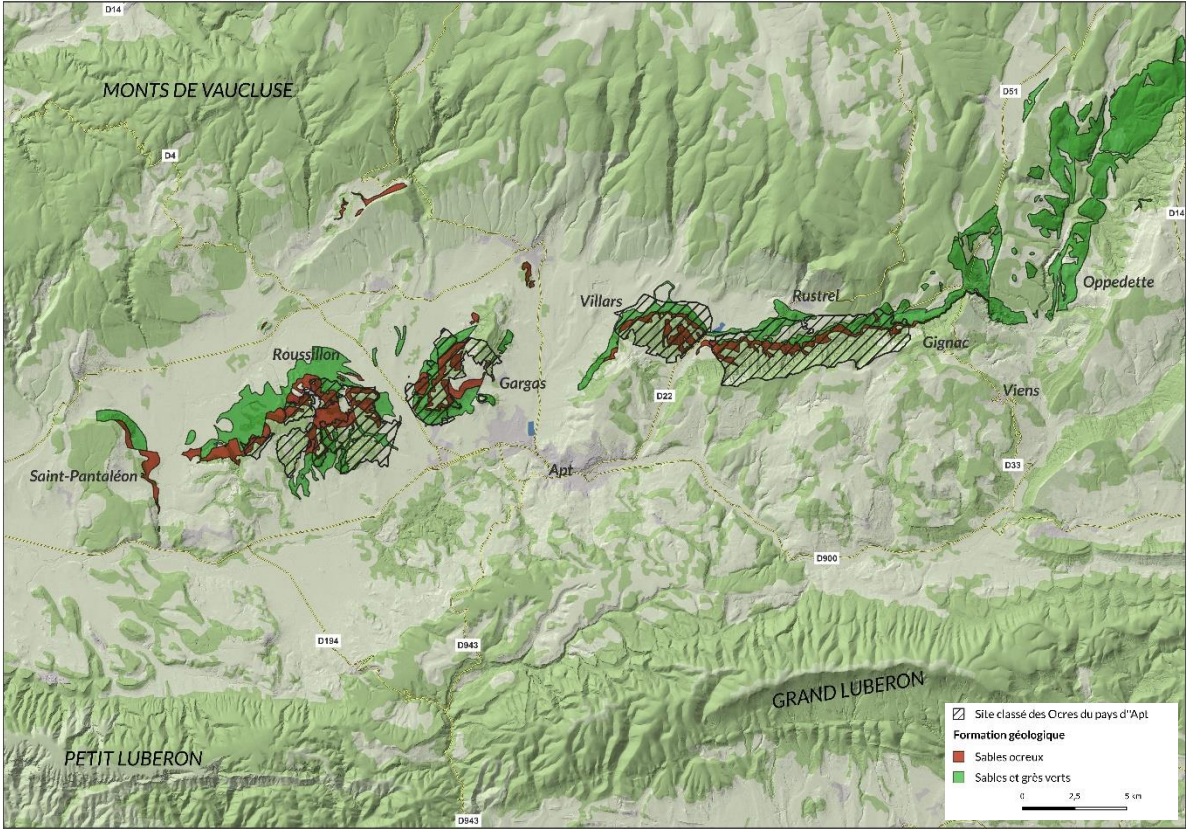 D14
MONTS DE VAUCLUSE
D51
D4
D14
Oppedette
Villars
Rustrel
Gignac
Roussillon
Gargas
Viens
D22
Saint-Pantaléon
Apt
D33
D900
D194
D943
GRAND LUBERON
PETIT LUBERON
D943
Site classé des Ocres du pays d''Apt
Formation géologique
Sables ocreux
Sables et grès verts
0 2,5 5 km